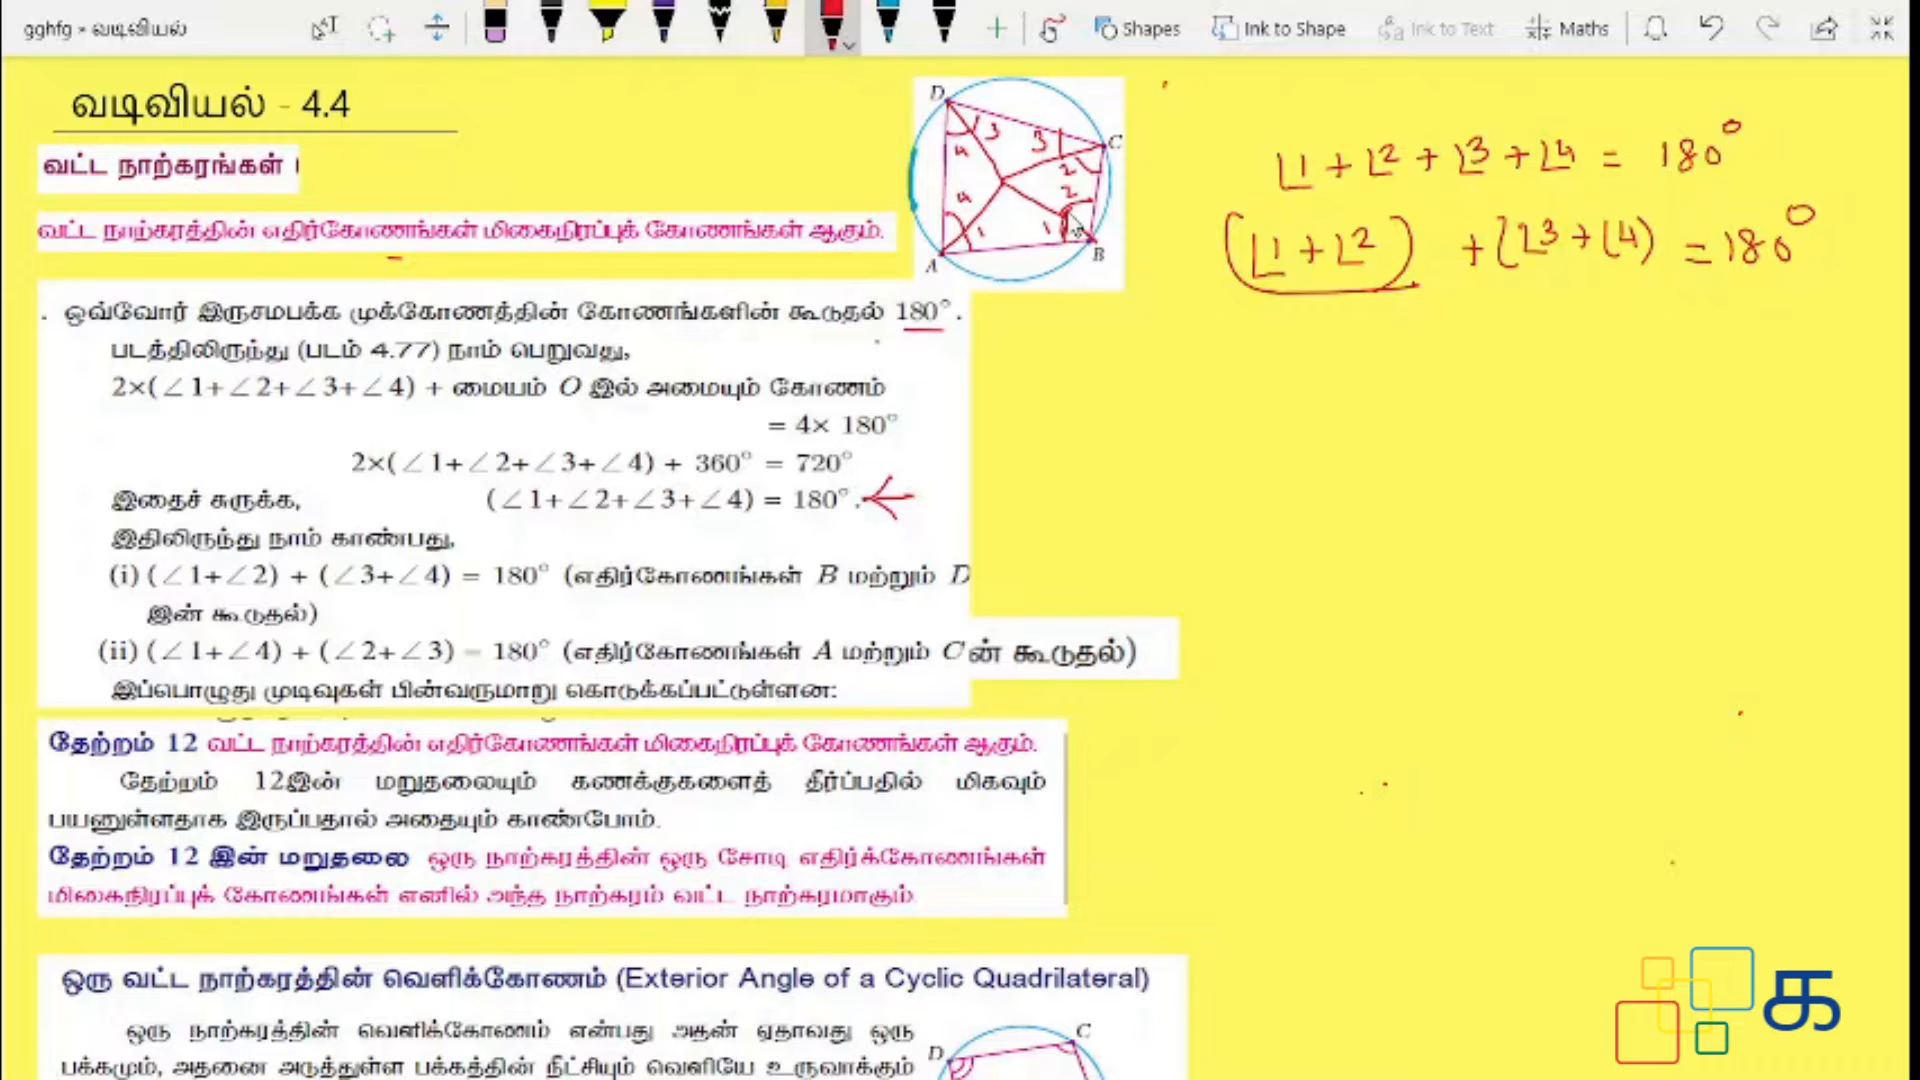 gghfg - வடிவியல்
Shapes
Ink to Shape
Ink to Text
Maths
வடிவியல் - 4.4
வட்ட நாற்கரங்கள்
வட்ட நாற்கரத்தின் எதிர்கோணங்கள் மிகைநிரப்புக் கோணங்கள் ஆகும்.
D
3
3
C
4
2
4
2
1
1
A
B
∠1 + ∠2 + ∠3 + ∠4 = 180°
(∠1 + ∠2) + (∠3 + ∠4) = 180°
. ஒவ்வோர் இருசமபக்க முக்கோணத்தின் கோணங்களின் கூடுதல் 180°.
படத்திலிருந்து (படம் 4.77) நாம் பெறுவது,
2×(∠1+∠2+∠3+∠4) + மையம் O இல் அமையும் கோணம்
= 4× 180°
2×(∠1+∠2+∠3+∠4) + 360° = 720°
இதைச் சுருக்க, (∠1+∠2+∠3+∠4) = 180°.
இதிலிருந்து நாம் காண்பது,
(i) (∠1+∠2) + (∠3+∠4) = 180° (எதிர்கோணங்கள் B மற்றும் D
இன் கூடுதல்)
(ii) (∠1+∠4) + (∠2+∠3) = 180° (எதிர்கோணங்கள் A மற்றும் C ன் கூடுதல்)
இப்பொழுது முடிவுகள் பின்வருமாறு கொடுக்கப்பட்டுள்ளன:
தேற்றம் 12 வட்ட நாற்கரத்தின் எதிர்கோணங்கள் மிகைநிரப்புக் கோணங்கள் ஆகும்.
தேற்றம் 12இன் மறுதலையும் கணக்குகளைத் தீர்ப்பதில் மிகவும்
பயனுள்ளதாக இருப்பதால் அதையும் காண்போம்.
தேற்றம் 12 இன் மறுதலை ஒரு நாற்கரத்தின் ஒரு சோடி எதிர்க்கோணங்கள்
மிகைநிரப்புக் கோணங்கள் எனில் அந்த நாற்கரம் வட்ட நாற்கரமாகும்
ஒரு வட்ட நாற்கரத்தின் வெளிக்கோணம் (Exterior Angle of a Cyclic Quadrilateral)
ஒரு நாற்கரத்தின் வெளிக்கோணம் என்பது அதன் ஏதாவது ஒரு
பக்கமும், அதனை அடுத்துள்ள பக்கத்தின் நீட்சியும் வெளியே உருவாக்கும்
D
C
க